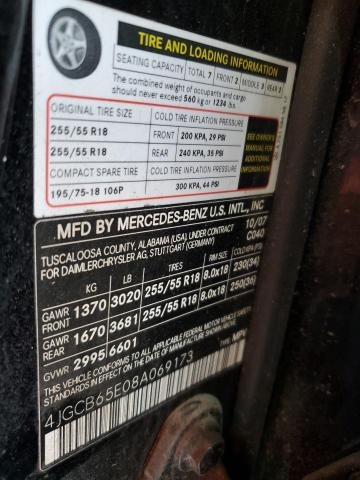 TIRE AND LOADING INFORMATION
SEATING CAPACITY TOTAL 7 FRONT 2 MIDDLE 3 REAR 2
The combined weight of occupants and cargo
should never exceed 560 kg or 1234 lbs.
ORIGINAL TIRE SIZE COLD TIRE INFLATION PRESSURE
255/55 R18 FRONT 200 KPA, 29 PSI
255/55 R18 REAR 240 KPA, 35 PSI
COMPACT SPARE TIRE COLD TIRE INFLATION PRESSURE
195/75-18 106P 300 KPA, 44 PSI
SEE OWNER'S
MANUAL FOR
ADDITIONAL
INFORMATION
MFD BY MERCEDES-BENZ U.S. INTL., INC
TUSCALOOSA COUNTY, ALABAMA (USA) UNDER CONTRACT 10/07
FOR DAIMLERCHRYSLER AG, STUTTGART (GERMANY) C040
KG LB TIRES RIM SIZE COLD KPA (PSI)
GAWR FRONT 1370 3020 255/55 R18 8.0x18 230(34)
GAWR REAR 1670 3681 255/55 R18 8.0x18 250(36)
GVWR 2995 6601
THIS VEHICLE CONFORMS TO ALL APPLICABLE FEDERAL MOTOR VEHICLE SAFETY
STANDARDS IN EFFECT ON THE DATE OF MANUFACTURE SHOWN ABOVE.
4JGCB65E08A069173 TYPE: MPV